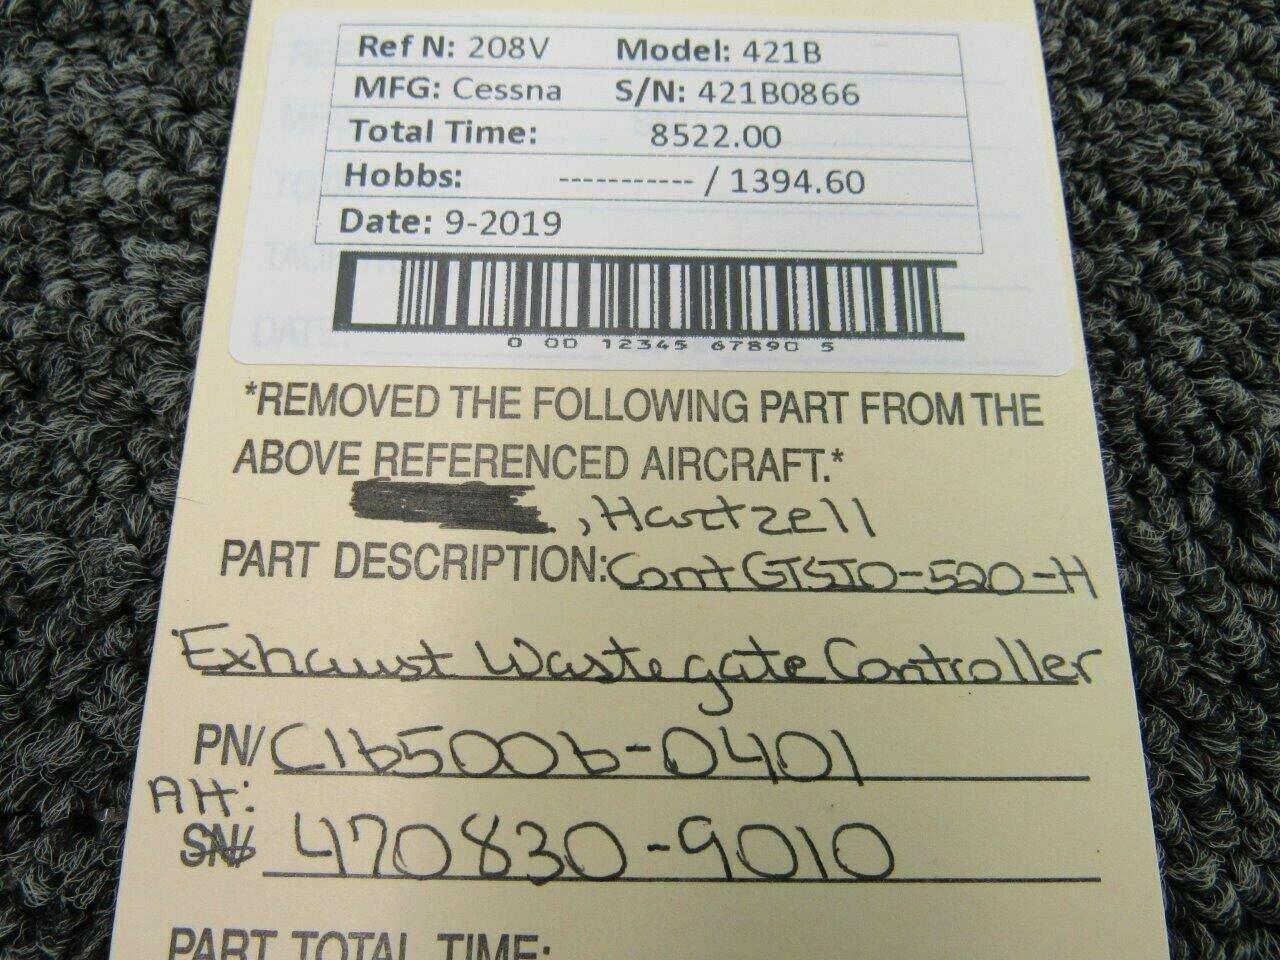 Ref N: 208V Model: 421B
MFG: Cessna S/N: 421B0866
Total Time: 8522.00
Hobbs: ----------- / 1394.60
Date: 9-2019
0 00 12345 67890 5
*REMOVED THE FOLLOWING PART FROM THE
ABOVE REFERENCED AIRCRAFT.*
, Hartzell
PART DESCRIPTION: Cont GTSIO-520-H
Exhaust Wastegate Controller
PN/ C165006-0401
Alt:
SN/ 470830-9010
PART TOTAL TIME: